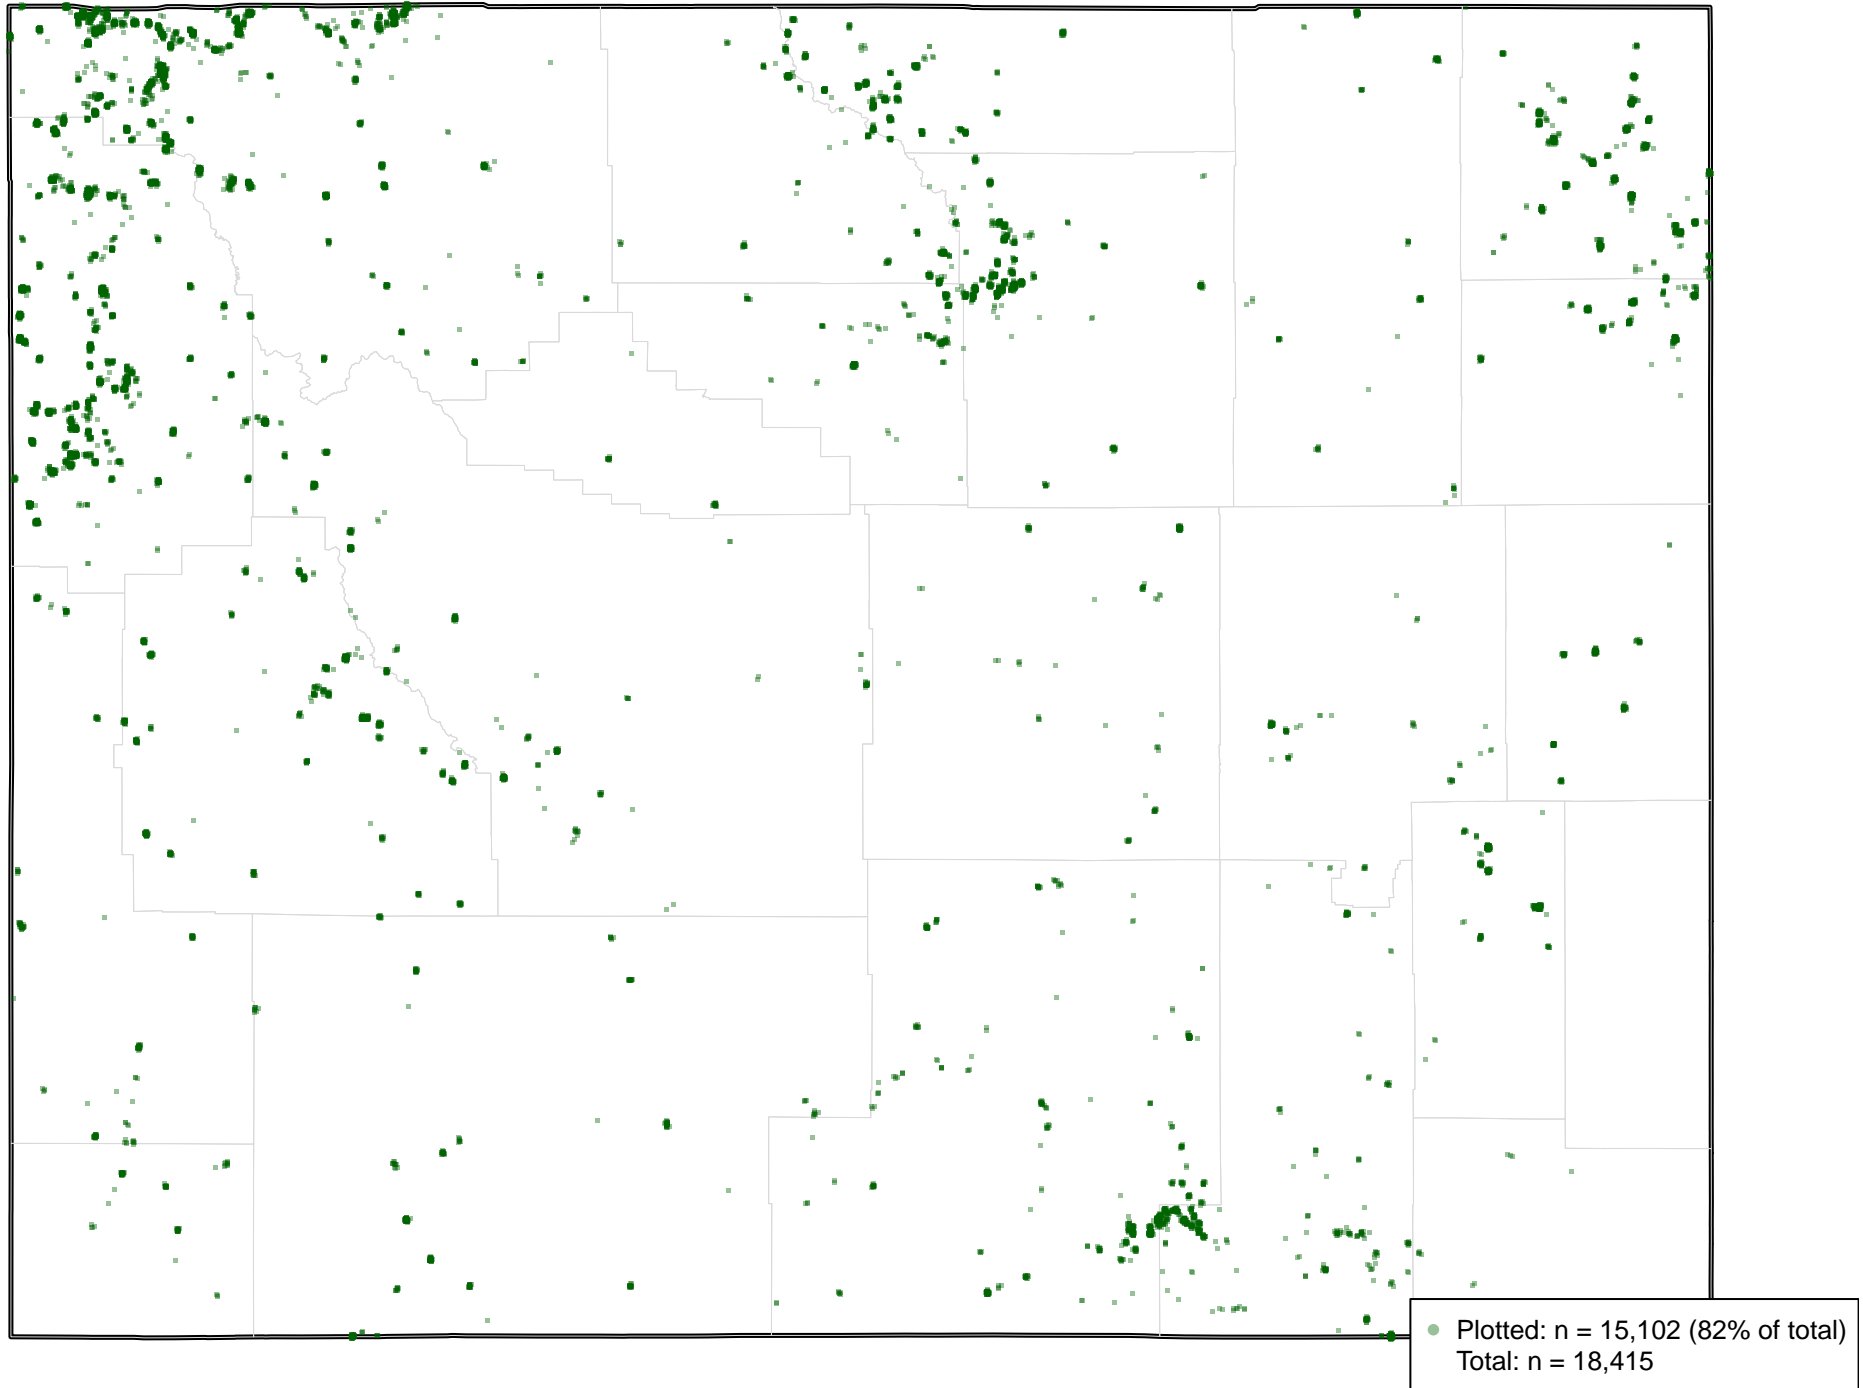 Plotted: n = 15,102 (82% of total)
Total: n = 18,415